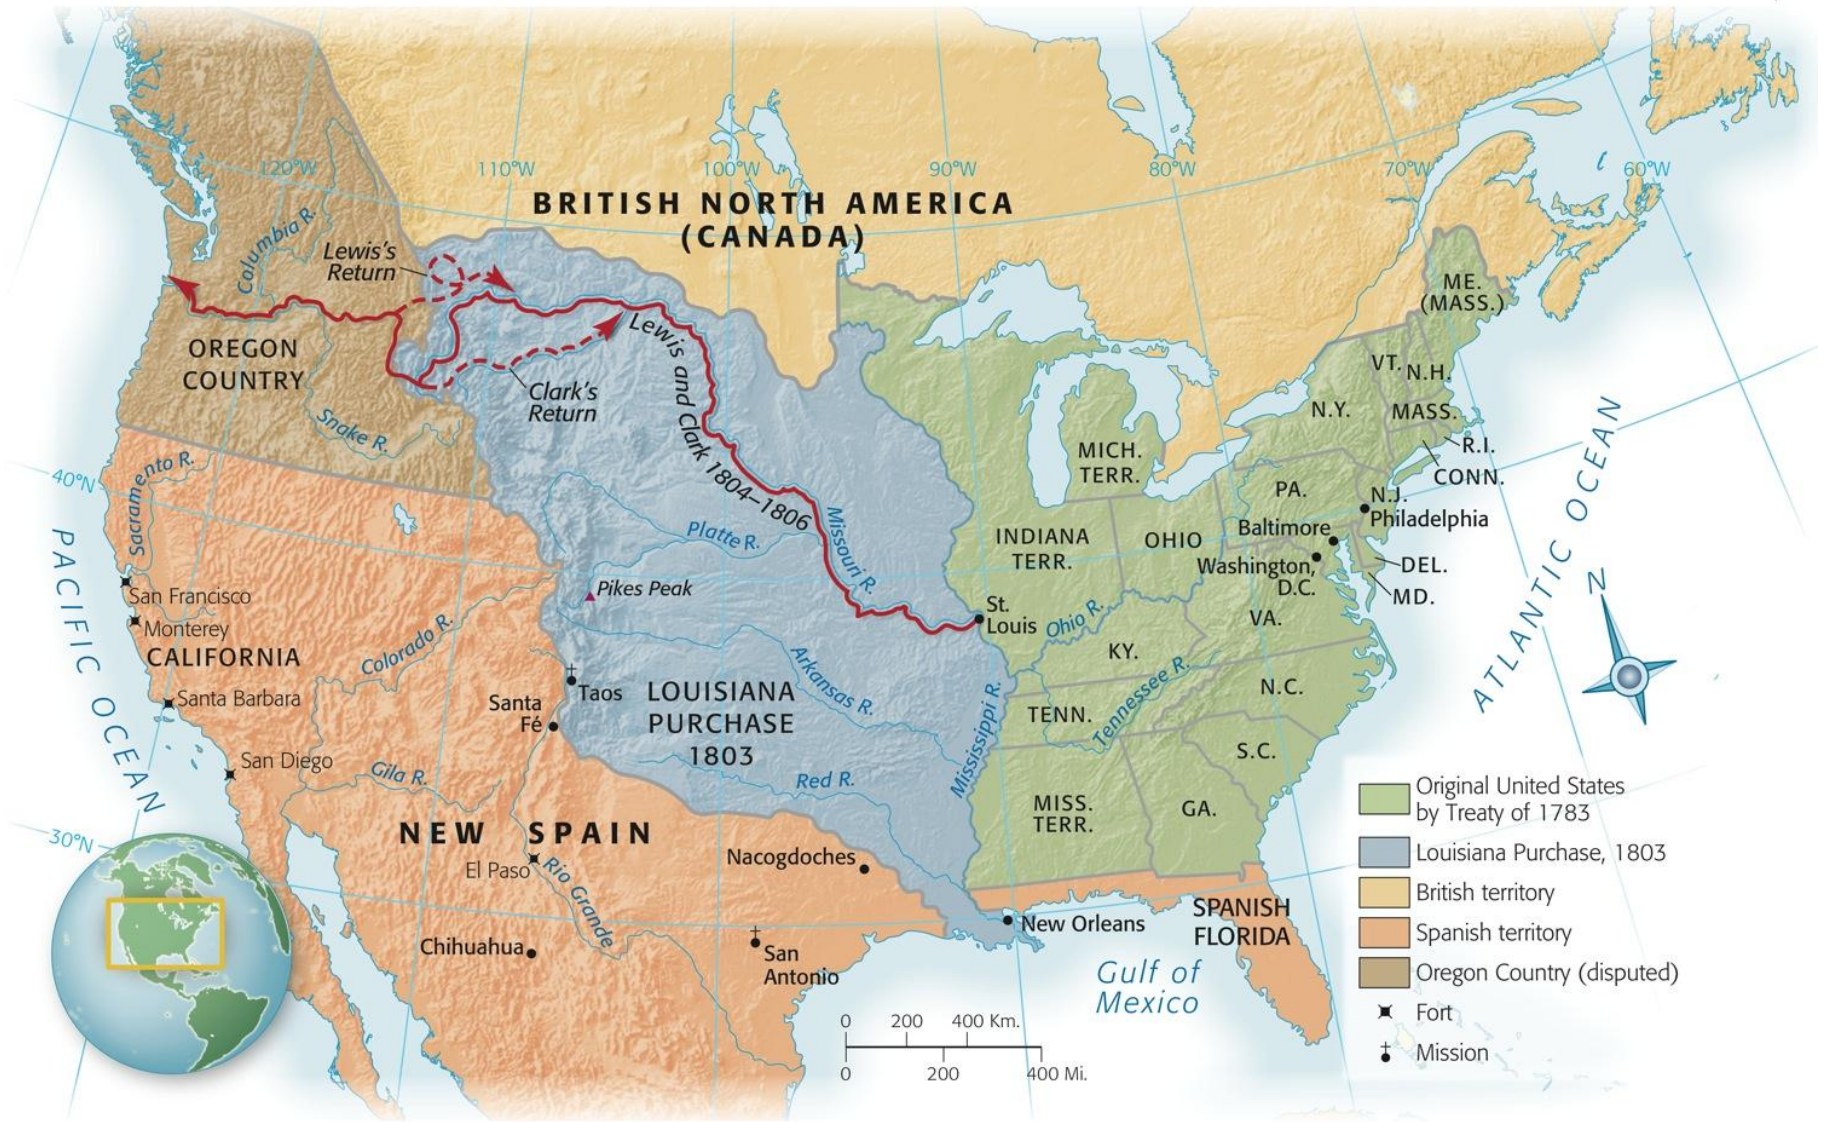 120°W
110°W
100°W
90°W
80°W
70°W
60°W
BRITISH NORTH AMERICA
(CANADA)
Columbia R.
Lewis's
Return
OREGON
COUNTRY
Snake R.
Clark's
Return
Lewis and Clark 1804–1806
ME.
(MASS.)
VT.
N.H.
N.Y.
MASS.
R.I.
CONN.
MICH.
TERR.
PA.
N.J.
Philadelphia
Baltimore
Washington,
D.C.
DEL.
MD.
INDIANA
TERR.
OHIO
VA.
40°N
Sacramento R.
PACIFIC OCEAN
San Francisco
Monterey
CALIFORNIA
Santa Barbara
San Diego
Colorado R.
Gila R.
Platte R.
Missouri R.
Pikes Peak
St.
Louis
Ohio R.
KY.
Tennessee R.
TENN.
N.C.
S.C.
ATLANTIC OCEAN
N
Taos
Santa
Fé
LOUISIANA
PURCHASE
1803
Arkansas R.
Red R.
Mississippi R.
MISS.
TERR.
GA.
NEW SPAIN
El Paso
Rio Grande
Nacogdoches
Chihuahua
San
Antonio
New Orleans
SPANISH
FLORIDA
Gulf of
Mexico
30°N
0 200 400 Km.
0 200 400 Mi.
Original United States
by Treaty of 1783
Louisiana Purchase, 1803
British territory
Spanish territory
Oregon Country (disputed)
Fort
Mission